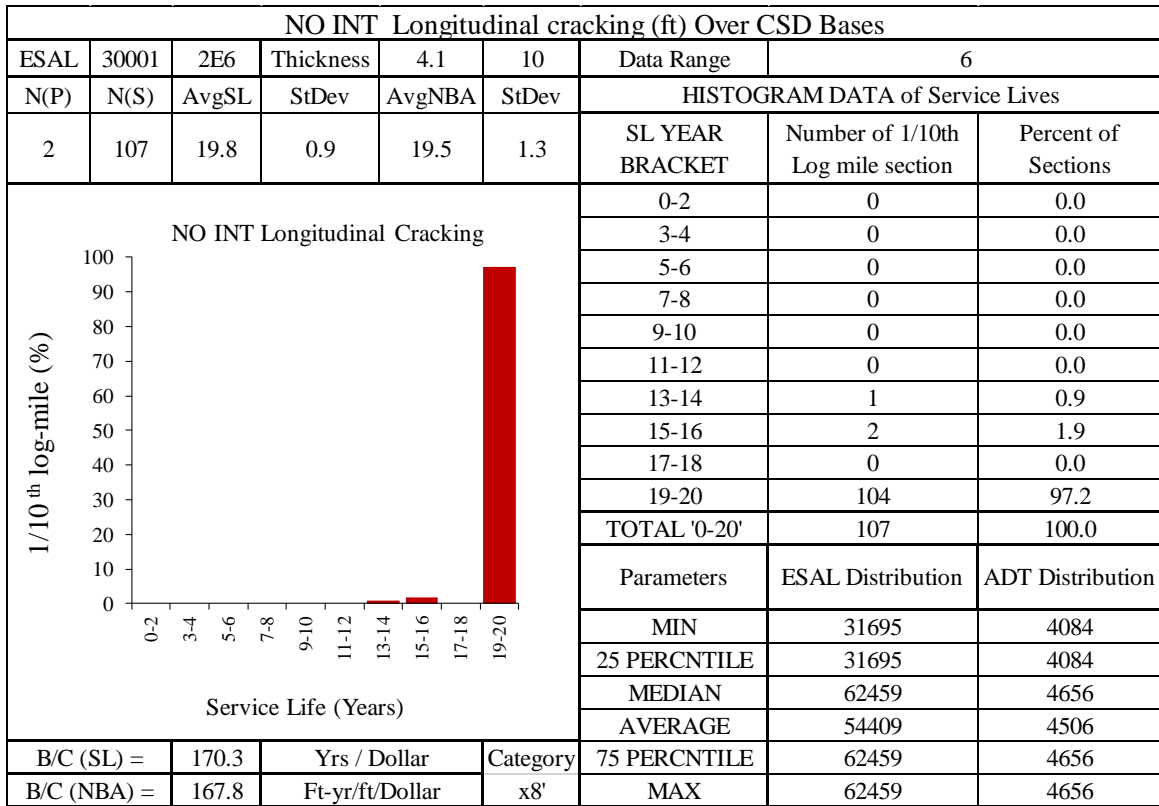 NO INT Longitudinal cracking (ft) Over CSD Bases
ESAL 30001 2E6 Thickness 4.1 10 Data Range 6
N(P) N(S) AvgSL StDev AvgNBA StDev HISTOGRAM DATA of Service Lives
2 107 19.8 0.9 19.5 1.3
SL YEAR BRACKET Number of 1/10th Log mile section Percent of Sections
0-2 0 0.0
3-4 0 0.0
5-6 0 0.0
7-8 0 0.0
9-10 0 0.0
11-12 0 0.0
13-14 1 0.9
15-16 2 1.9
17-18 0 0.0
19-20 104 97.2
TOTAL '0-20' 107 100.0
Parameters ESAL Distribution ADT Distribution
MIN 31695 4084
25 PERCNTILE 31695 4084
MEDIAN 62459 4656
AVERAGE 54409 4506
75 PERCNTILE 62459 4656
MAX 62459 4656
NO INT Longitudinal Cracking
1/10 th log-mile (%)
100
90
80
70
60
50
40
30
20
10
0
0-2 3-4 5-6 7-8 9-10 11-12 13-14 15-16 17-18 19-20
Service Life (Years)
B/C (SL) = 170.3 Yrs / Dollar Category
B/C (NBA) = 167.8 Ft-yr/ft/Dollar x8'